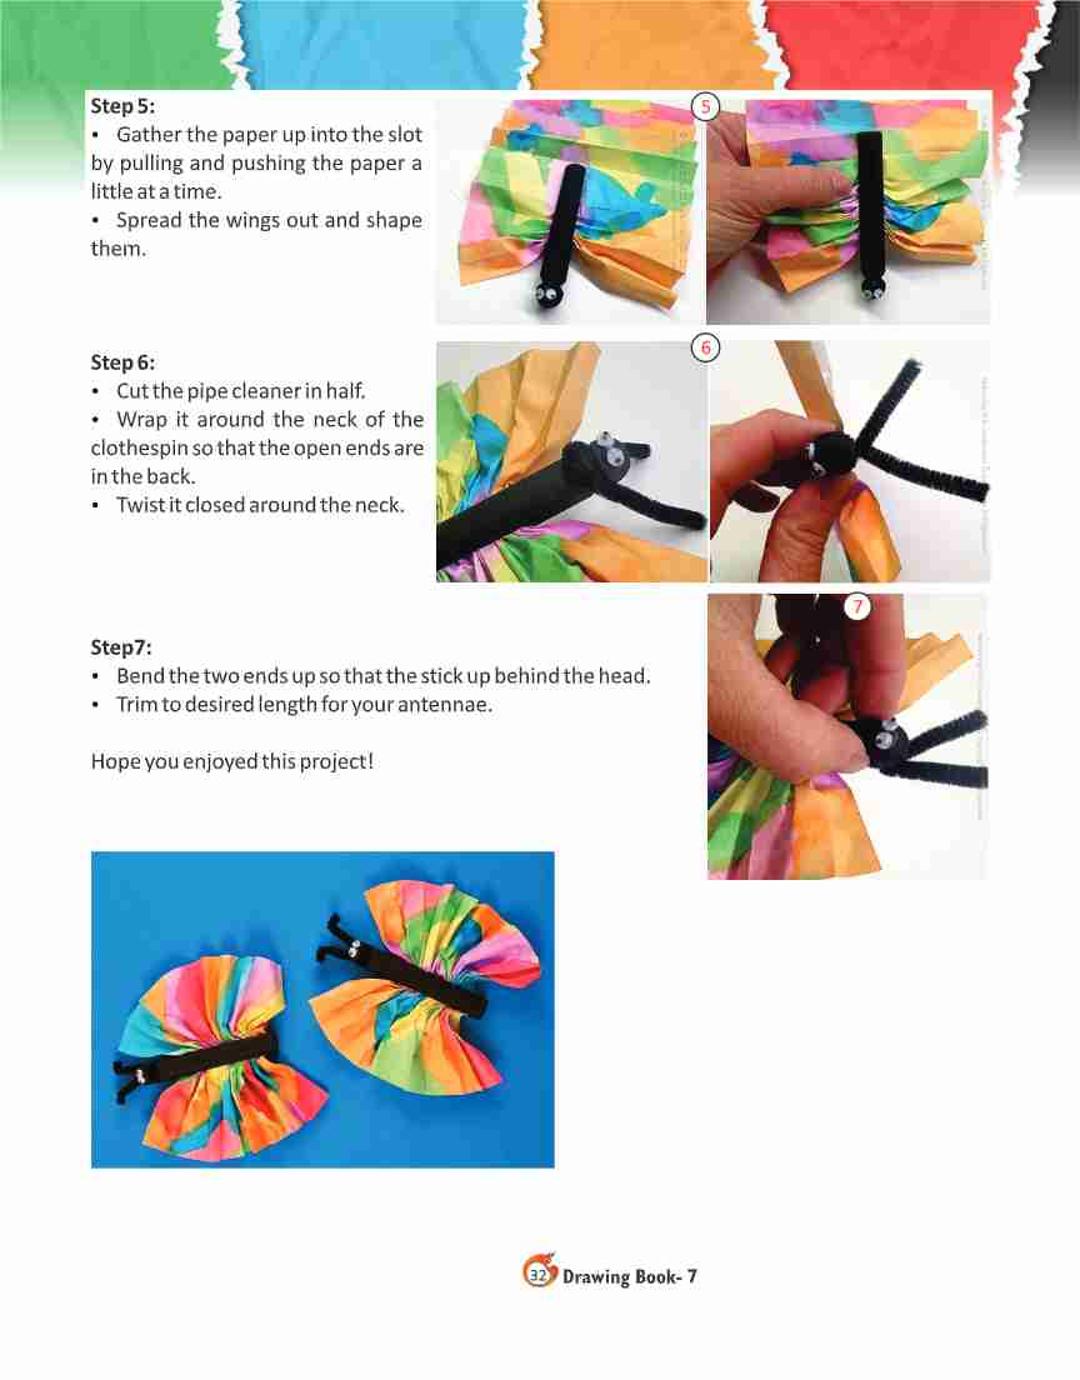 Step 5:
• Gather the paper up into the slot
by pulling and pushing the paper a
little at a time.
• Spread the wings out and shape
them.
5
Step 6:
• Cut the pipe cleaner in half.
• Wrap it around the neck of the
clothespin so that the open ends are
in the back.
• Twist it closed around the neck.
6
Step7:
• Bend the two ends up so that the stick up behind the head.
• Trim to desired length for your antennae.
Hope you enjoyed this project!
7
32 Drawing Book- 7